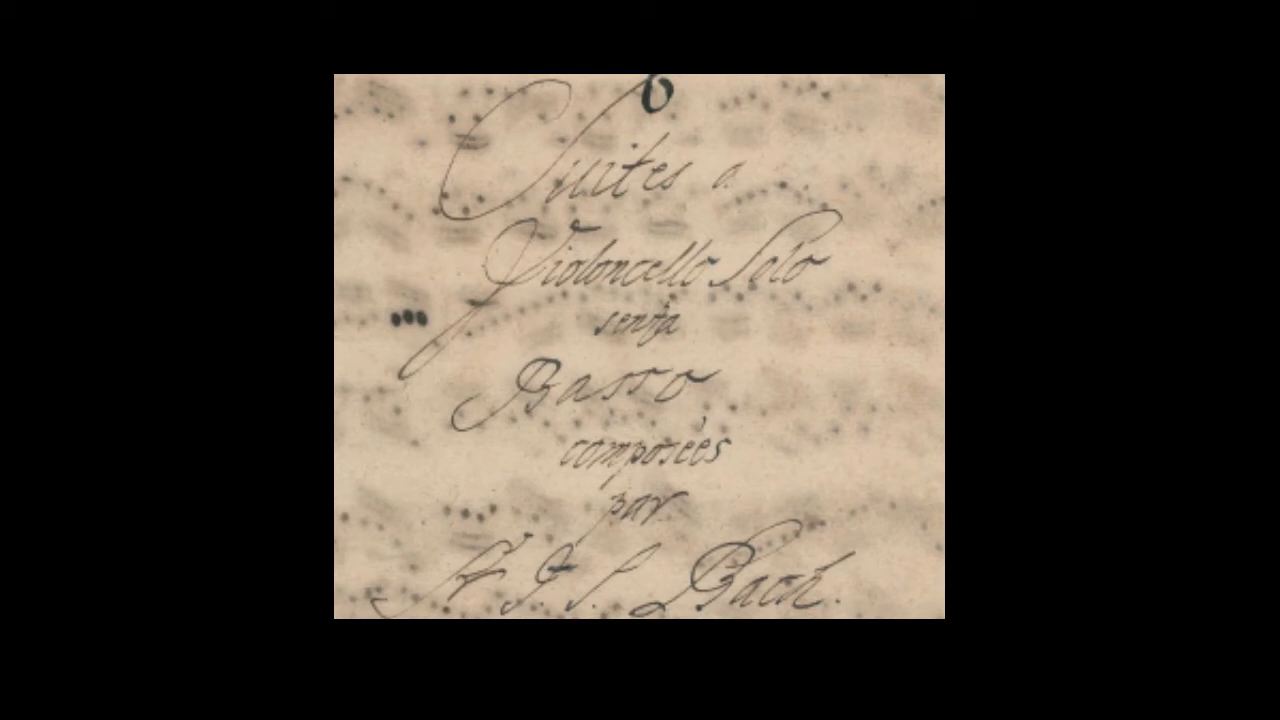 6
Suites a
Violoncello Solo
senza
Basso
composées
par
J. S. Bach.